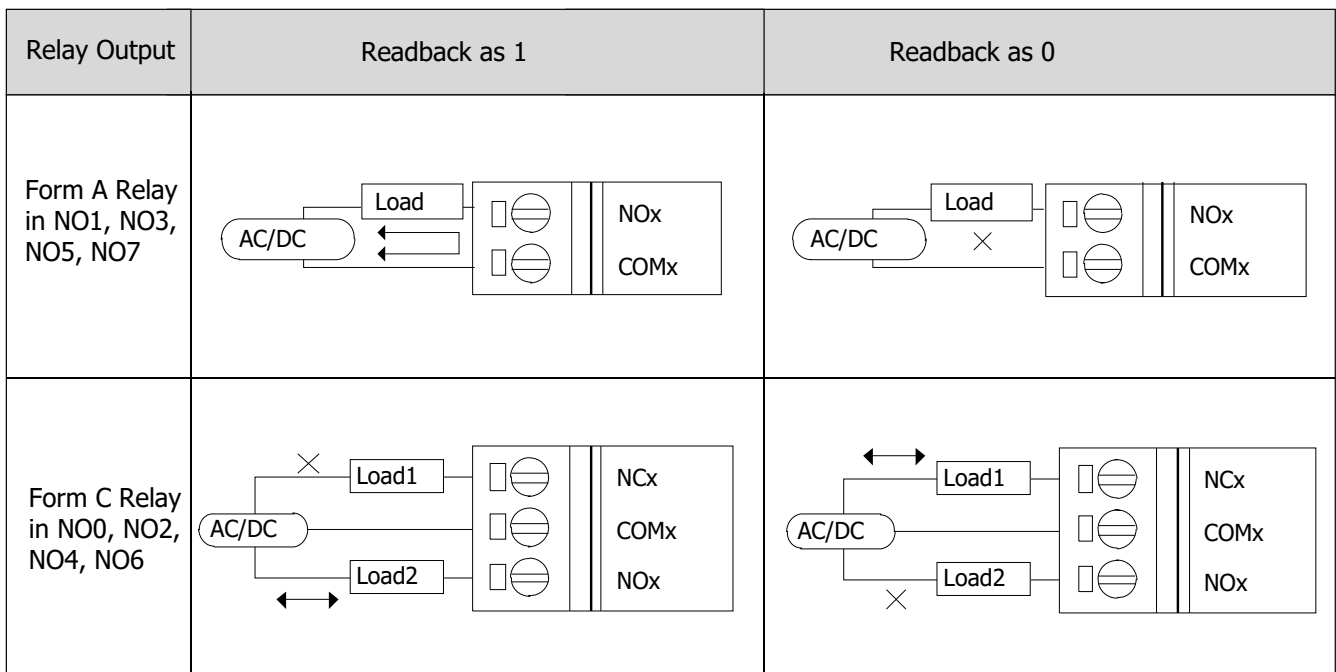 Relay Output
Readback as 1
Readback as 0
Form A Relay
in NO1, NO3,
NO5, NO7
Load
AC/DC
NOx
COMx
Load
AC/DC
NOx
COMx
Form C Relay
in NO0, NO2,
NO4, NO6
Load1
AC/DC
Load2
NCx
COMx
NOx
Load1
AC/DC
Load2
NCx
COMx
NOx